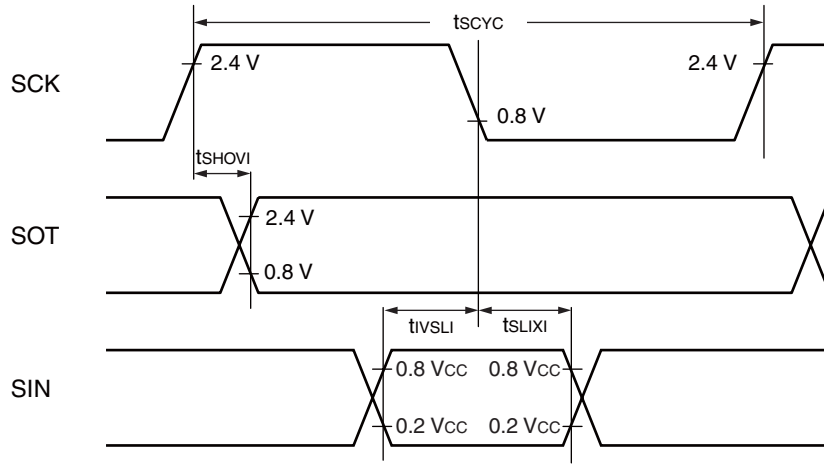 tSCYC
SCK
2.4 V
2.4 V
0.8 V
tSHOVI
SOT
2.4 V
0.8 V
tIVSLI
tSLIXI
SIN
0.8 VCC
0.8 VCC
0.2 VCC
0.2 VCC